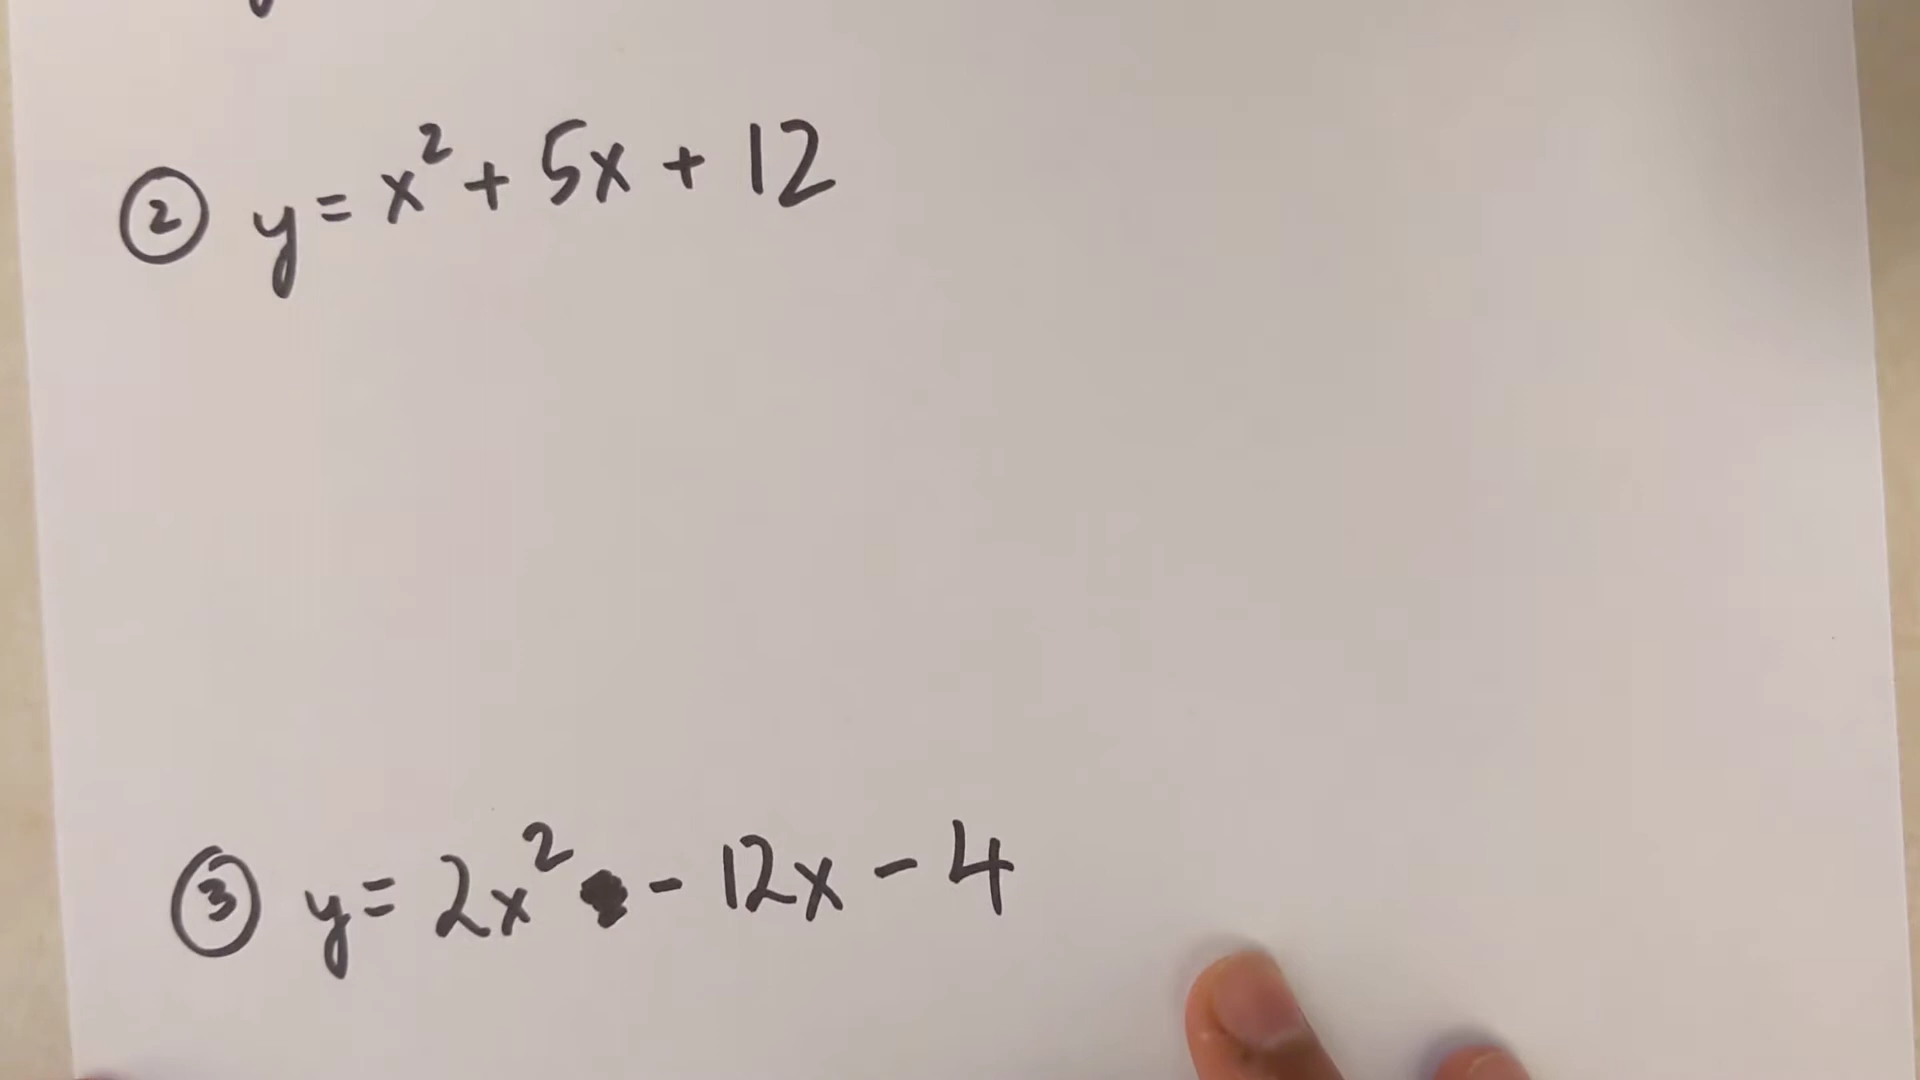 ② y = x² + 5x + 12
③ y = 2x² - 12x - 4